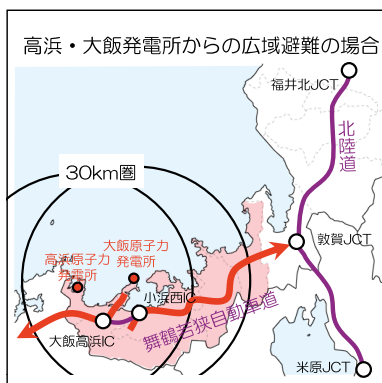 高浜・大飯発電所からの広域避難の場合
福井北JCT
北陸道
30km圏
大飯原子力
発電所
高浜原子力
発電所
敦賀JCT
小浜西IC
舞鶴若狭自動車道
大飯高浜IC
米原JCT